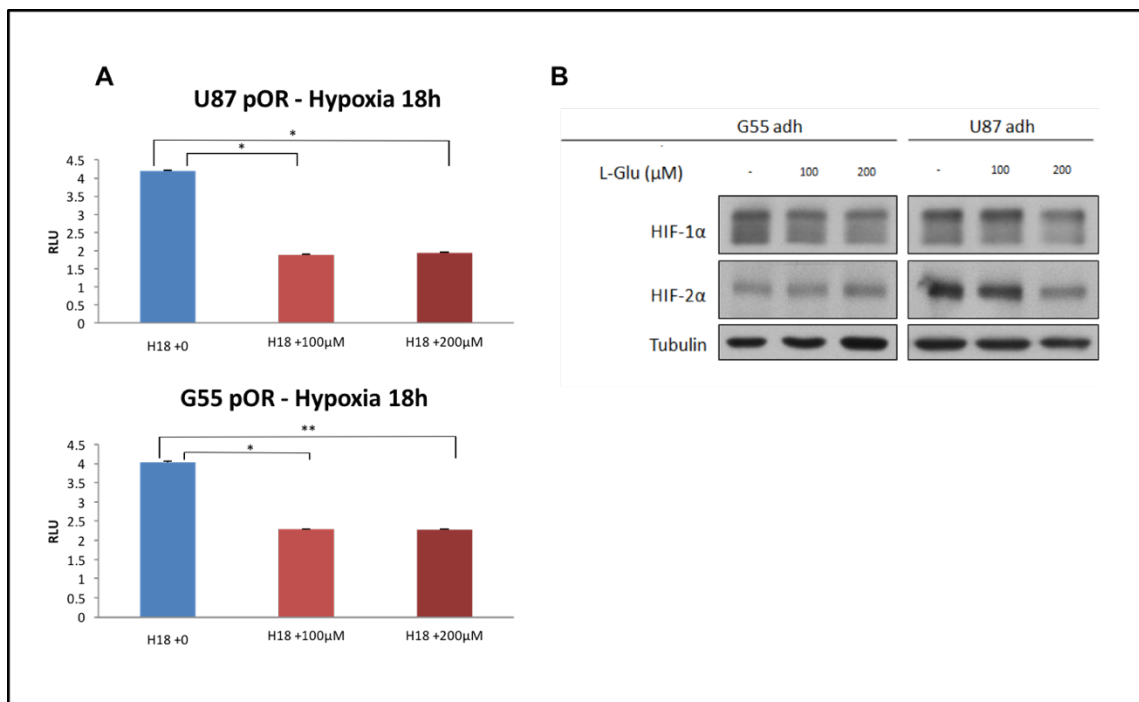 A
U87 pOR - Hypoxia 18h
*
*
4.5
4
3.5
3
2.5
2
1.5
1
0.5
0
RLU
H18 +0
H18 +100µM
H18 +200µM
G55 pOR - Hypoxia 18h
**
*
4.5
4
3.5
3
2.5
2
1.5
1
0.5
0
RLU
H18 +0
H18 +100µM
H18 +200µM
B
G55 adh
U87 adh
L-Glu (µM)
-
100
200
-
100
200
HIF-1α
HIF-2α
Tubulin